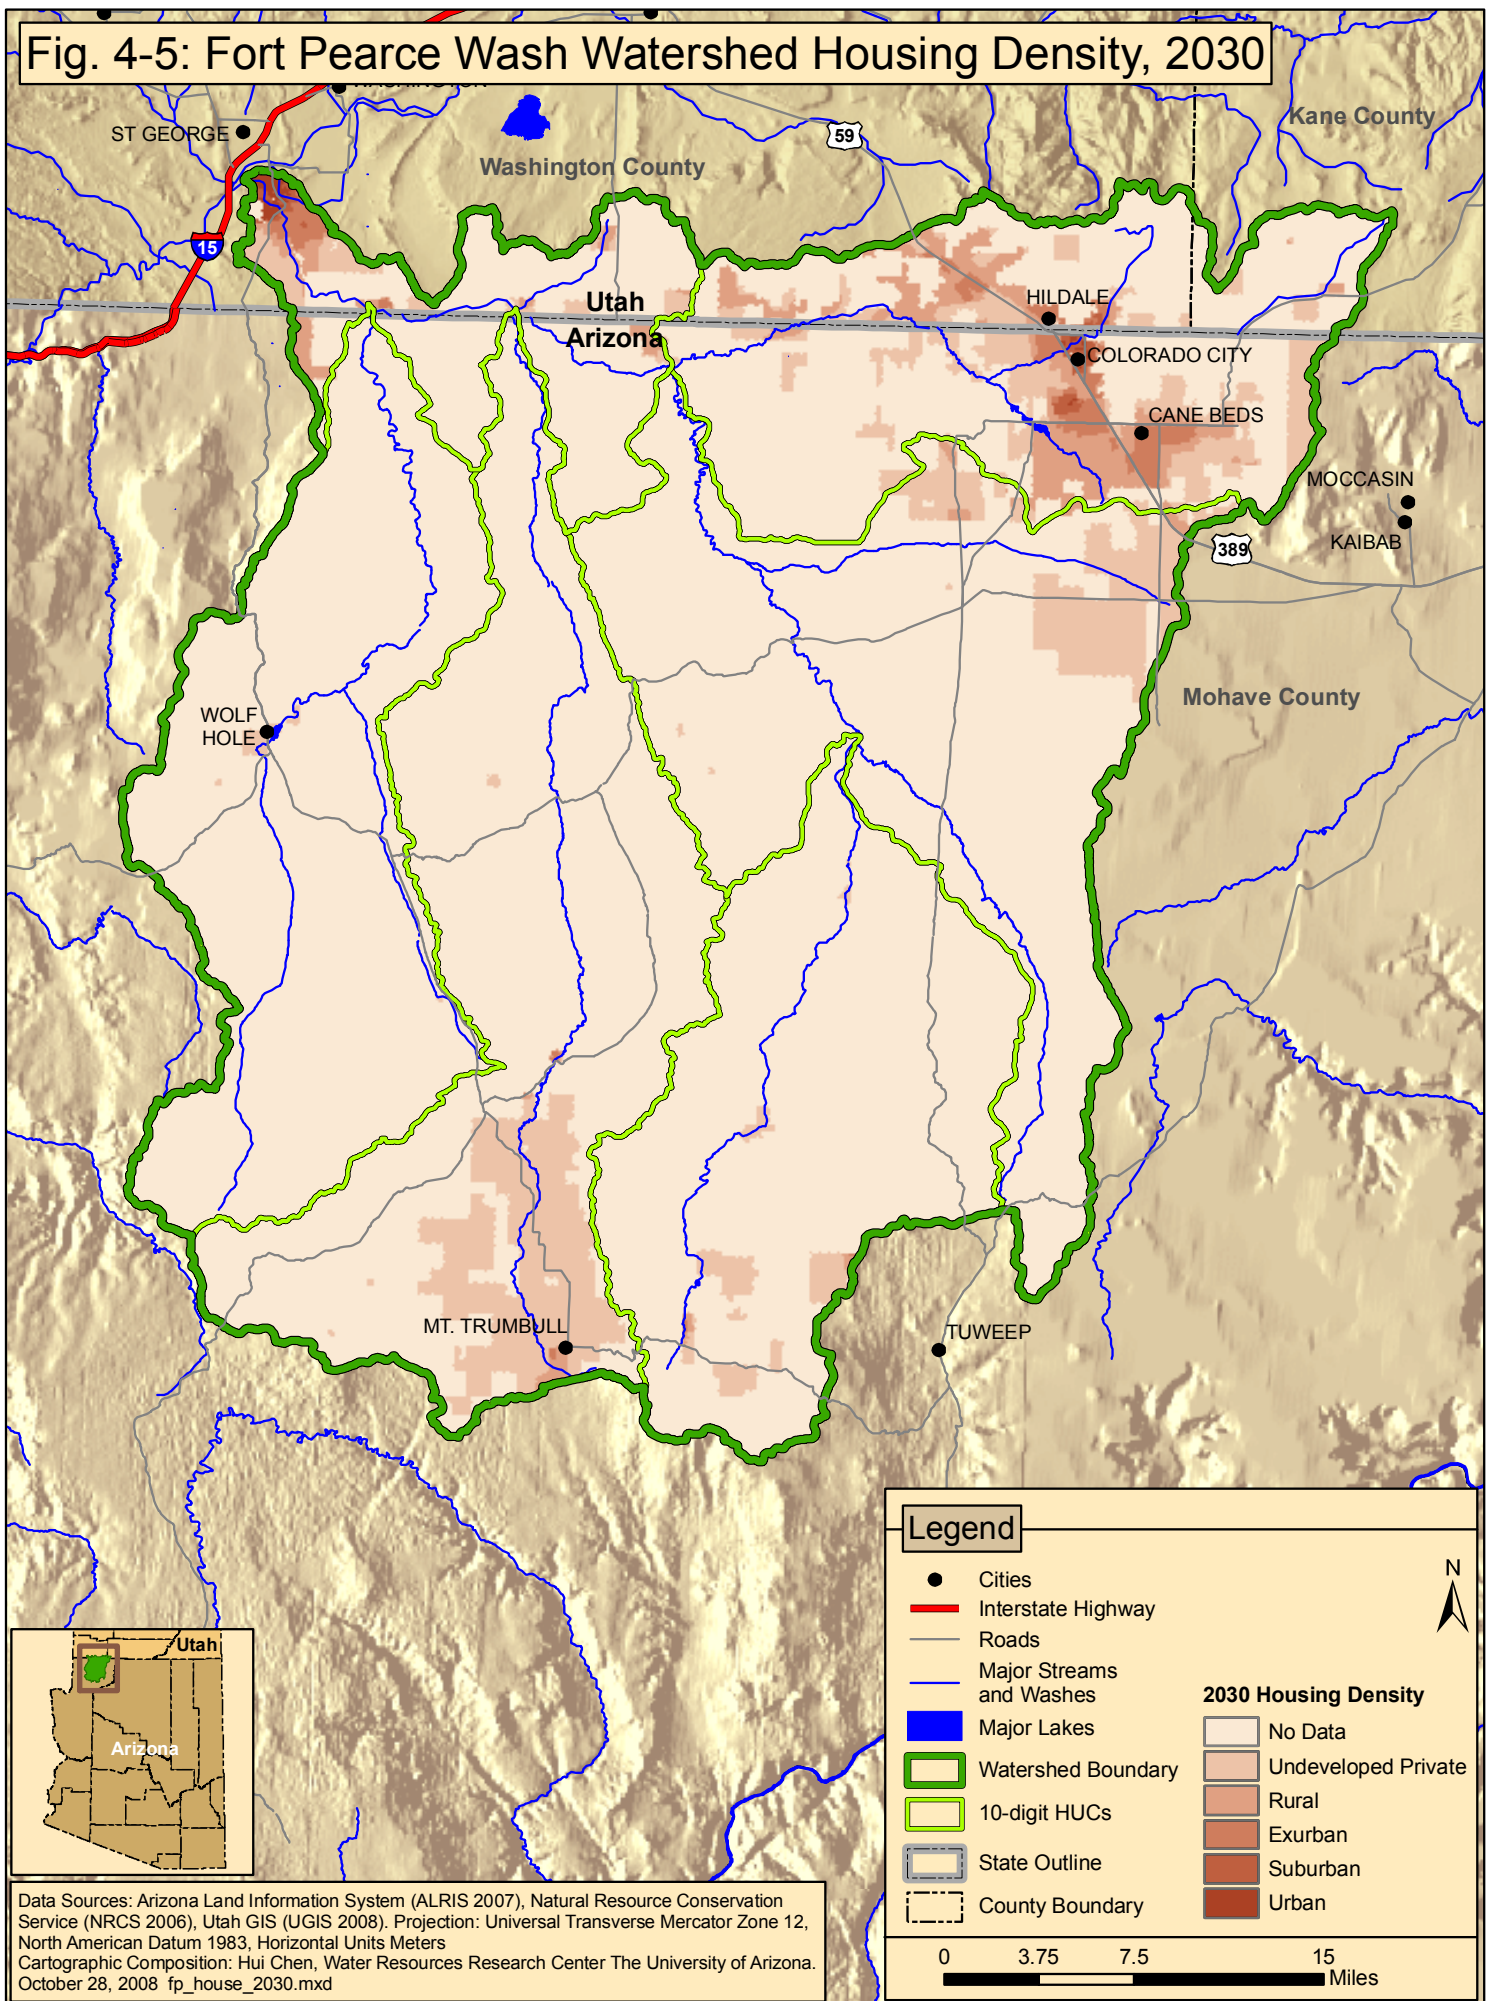 Fig. 4-5: Fort Pearce Wash Watershed Housing Density, 2030
WASHINGTON
ST GEORGE
59
Kane County
Washington County
15
Utah
Arizona
HILDALE
COLORADO CITY
CANE BEDS
MOCCASIN
KAIBAB
389
Mohave County
WOLF
HOLE
MT. TRUMBULL
TUWEEP
Legend
Cities
Interstate Highway
Roads
Major Streams
and Washes
Major Lakes
Watershed Boundary
10-digit HUCs
State Outline
County Boundary
N
2030 Housing Density
No Data
Undeveloped Private
Rural
Exurban
Suburban
Urban
0 3.75 7.5 15
Miles
Utah
Arizona
Data Sources: Arizona Land Information System (ALRIS 2007), Natural Resource Conservation
Service (NRCS 2006), Utah GIS (UGIS 2008). Projection: Universal Transverse Mercator Zone 12,
North American Datum 1983, Horizontal Units Meters
Cartographic Composition: Hui Chen, Water Resources Research Center The University of Arizona.
October 28, 2008 fp_house_2030.mxd